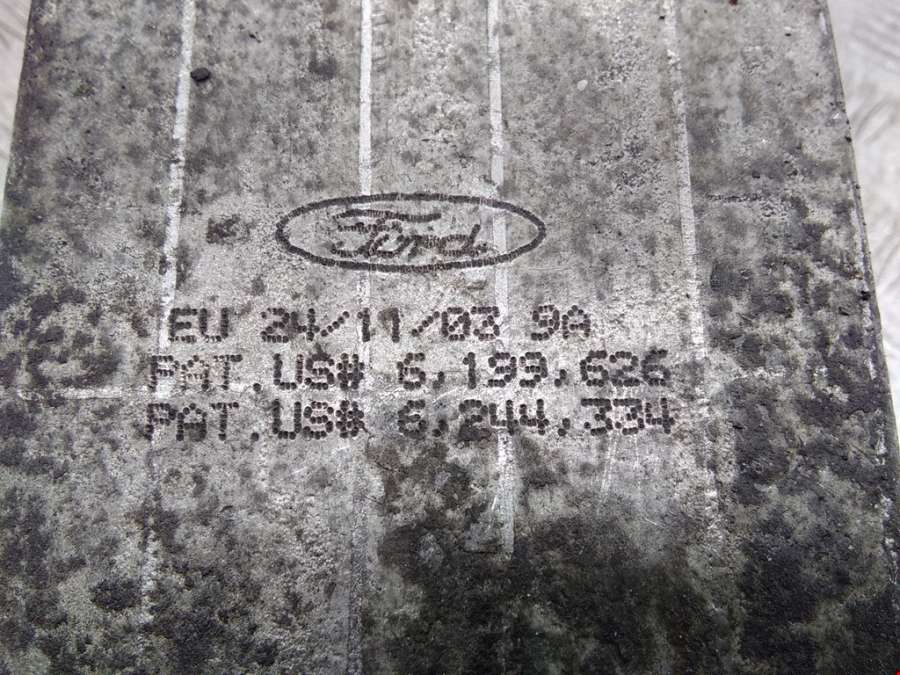 Ford
EU 24/11/03 9A
PAT.US# 6,199,626
PAT.US# 6,244,334